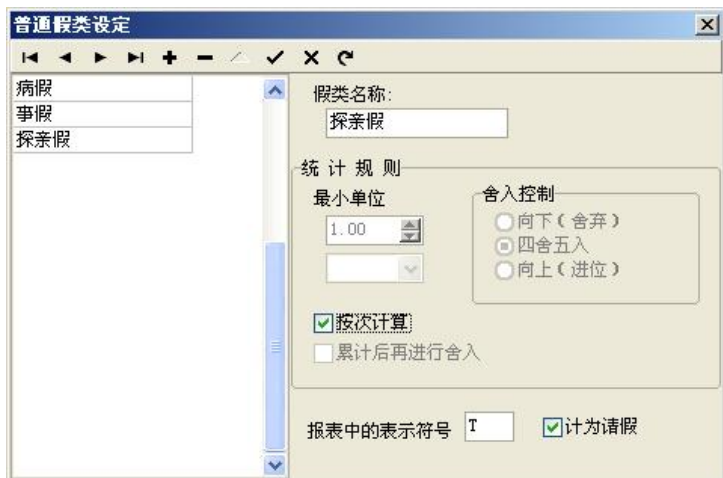 普通假类设定
病假
事假
探亲假
假类名称:
探亲假
统 计 规 则
最小单位
1.00
舍入控制
向下(舍弃)
四舍五入
向上(进位)
按次计算
累计后再进行舍入
报表中的表示符号
T
计为请假